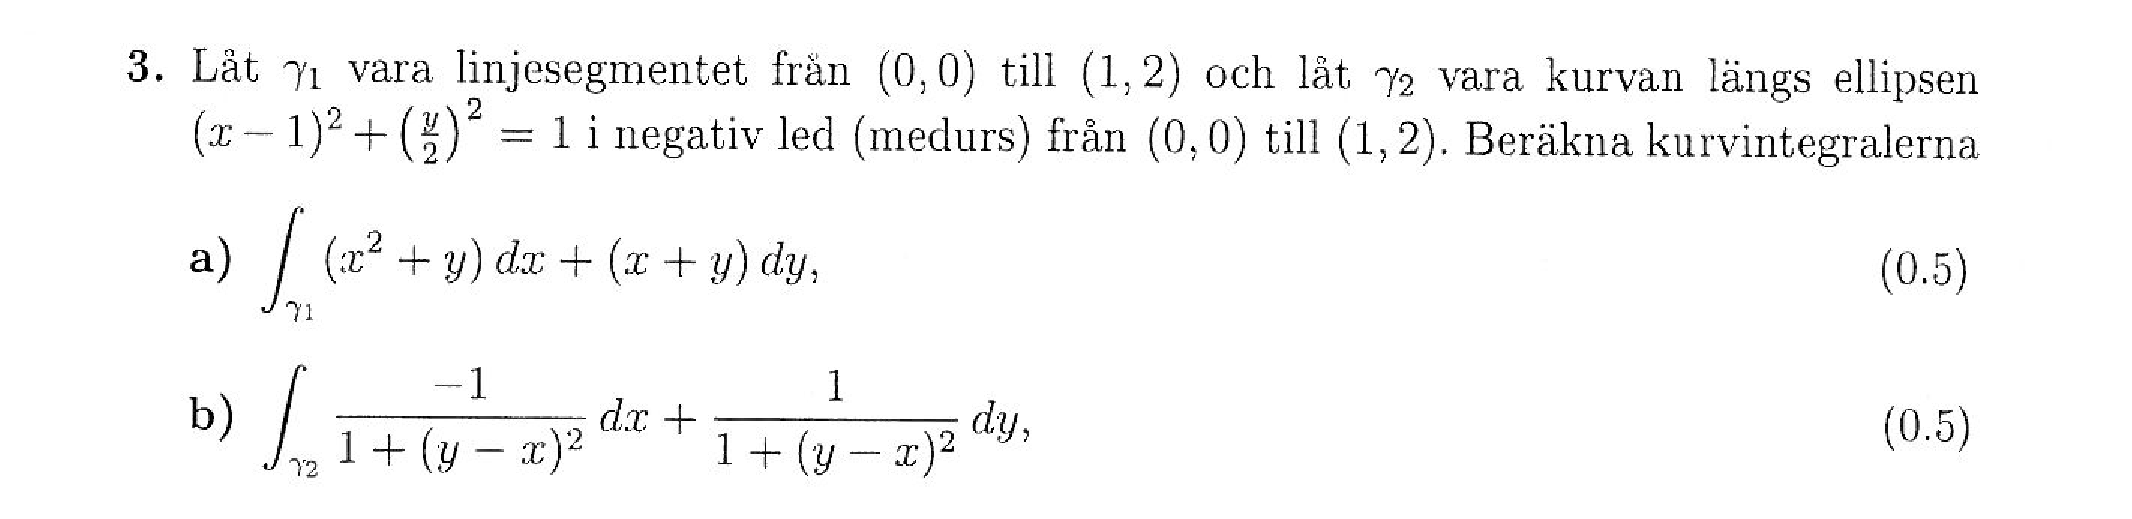 3. Låt γ₁ vara linjesegmentet från (0, 0) till (1, 2) och låt γ₂ vara kurvan längs ellipsen
(x − 1)² + (y/2)² = 1 i negativ led (medurs) från (0, 0) till (1, 2). Beräkna kurvintegralerna
a) ∫_γ₁ (x² + y) dx + (x + y) dy, (0.5)
b) ∫_γ₂ −1/(1 + (y − x)²) dx + 1/(1 + (y − x)²) dy, (0.5)